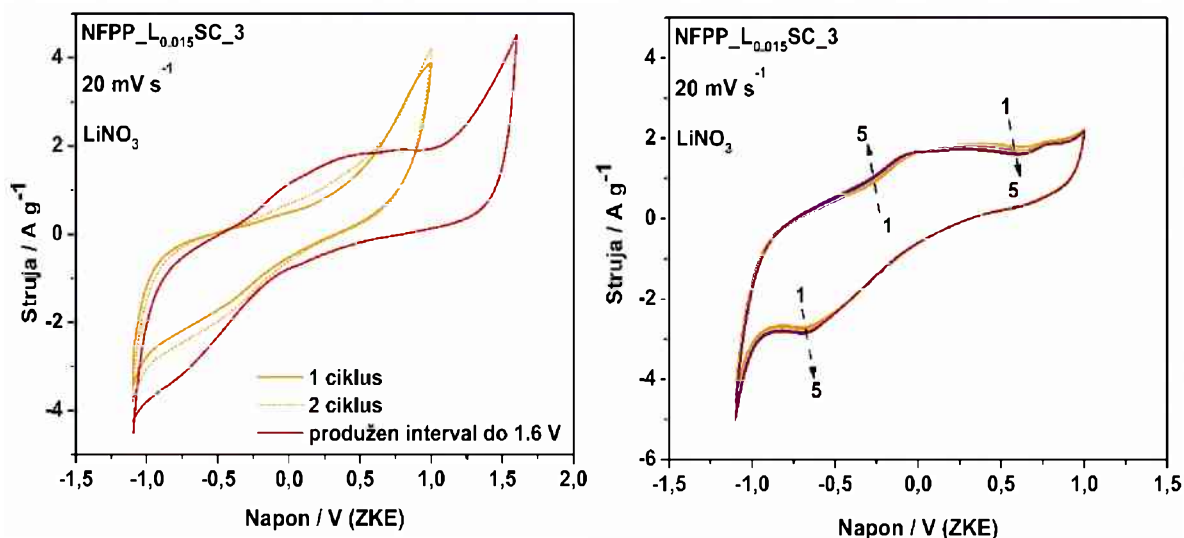 NFPP_L0.015SC_3
20 mV s-1
LiNO3
Struja / A g-1
4
2
0
-2
-4
1 ciklus
2 ciklus
produžen interval do 1.6 V
-1,5
-1,0
-0,5
0,0
0,5
1,0
1,5
2,0
Napon / V (ZKE)
NFPP_L0.015SC_3
20 mV s-1
LiNO3
Struja / A g-1
4
2
0
-2
-4
-6
1
5
5
1
1
5
-1,5
-1,0
-0,5
0,0
0,5
1,0
1,5
Napon / V (ZKE)